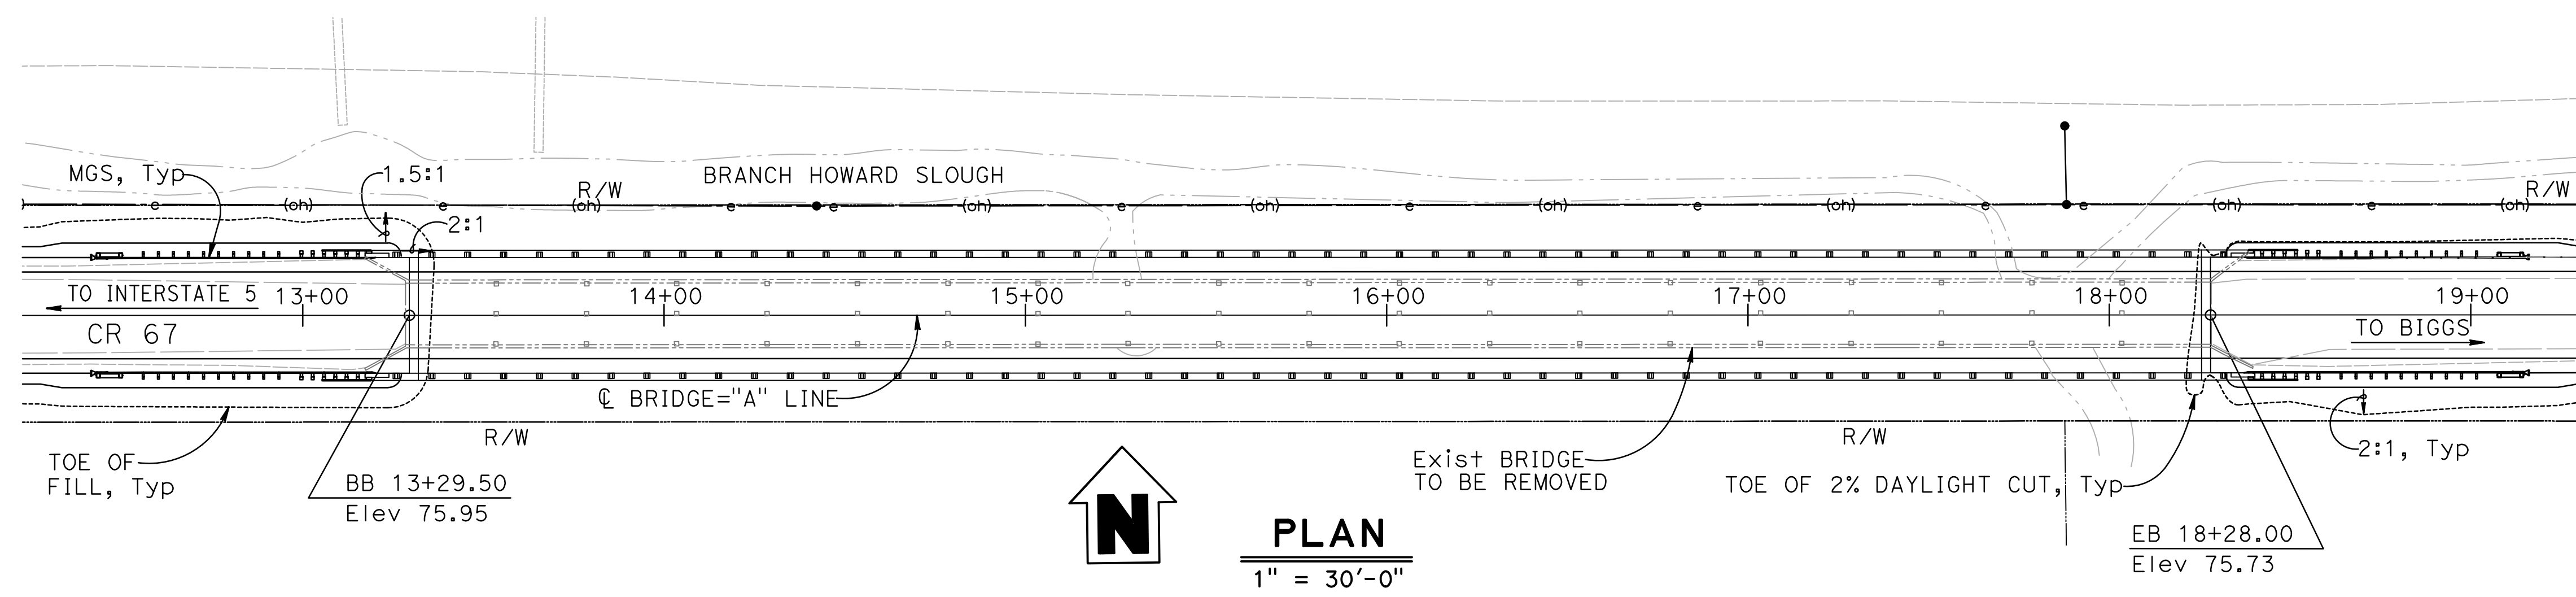 MGS, Typ
1.5:1
R/W
BRANCH HOWARD SLOUGH
R/W
e (oh) e (oh) e e (oh) e (oh) e (oh) e (oh) e e (oh) e (oh)
2:1
TO INTERSTATE 5
13+00
14+00
15+00
16+00
17+00
18+00
19+00
CR 67
TO BIGGS
℄ BRIDGE="A" LINE
R/W
R/W
TOE OF
FILL, Typ
BB 13+29.50
Elev 75.95
N
Exist BRIDGE
TO BE REMOVED
TOE OF 2% DAYLIGHT CUT, Typ
2:1, Typ
EB 18+28.00
Elev 75.73
PLAN
1" = 30'-0"